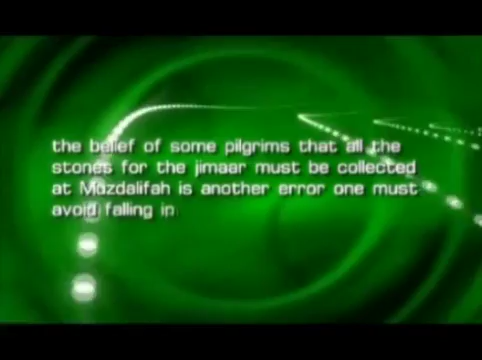 the belief of some pilgrims that all the
stones for the jimaar must be collected
at Muzdalifah is another error one must
avoid falling in